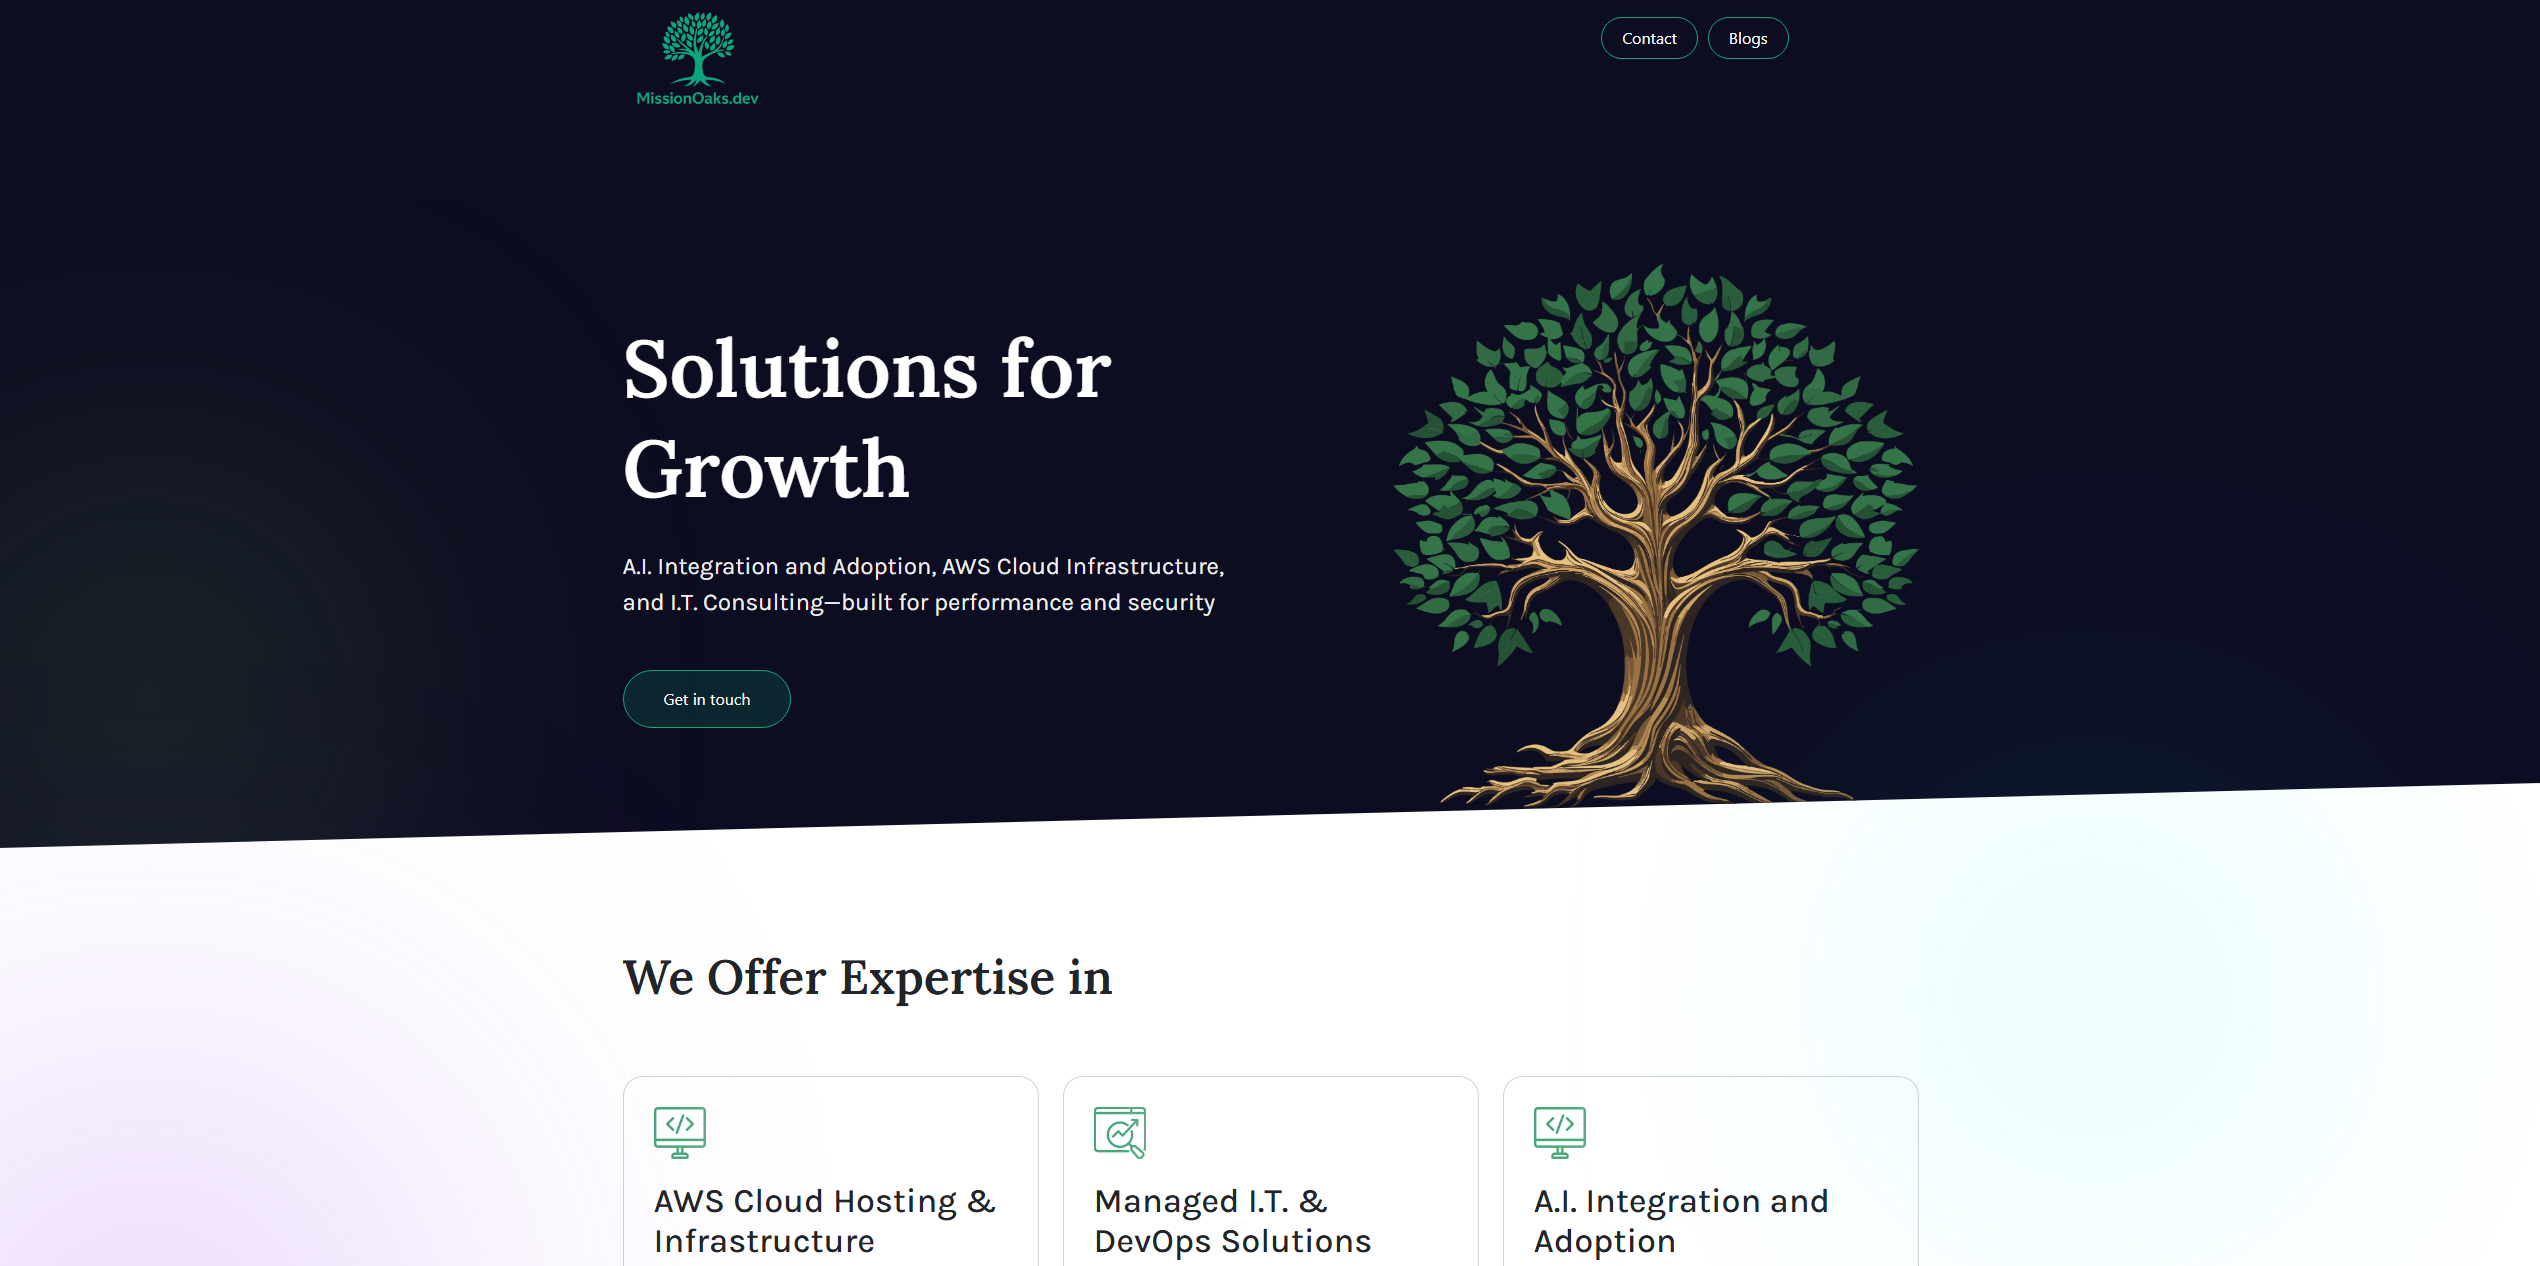 MissionOaks.dev
Contact
Blogs
Solutions for
Growth
A.I. Integration and Adoption, AWS Cloud Infrastructure,
and I.T. Consulting—built for performance and security
Get in touch
We Offer Expertise in
AWS Cloud Hosting &
Infrastructure
Managed I.T. &
DevOps Solutions
A.I. Integration and
Adoption